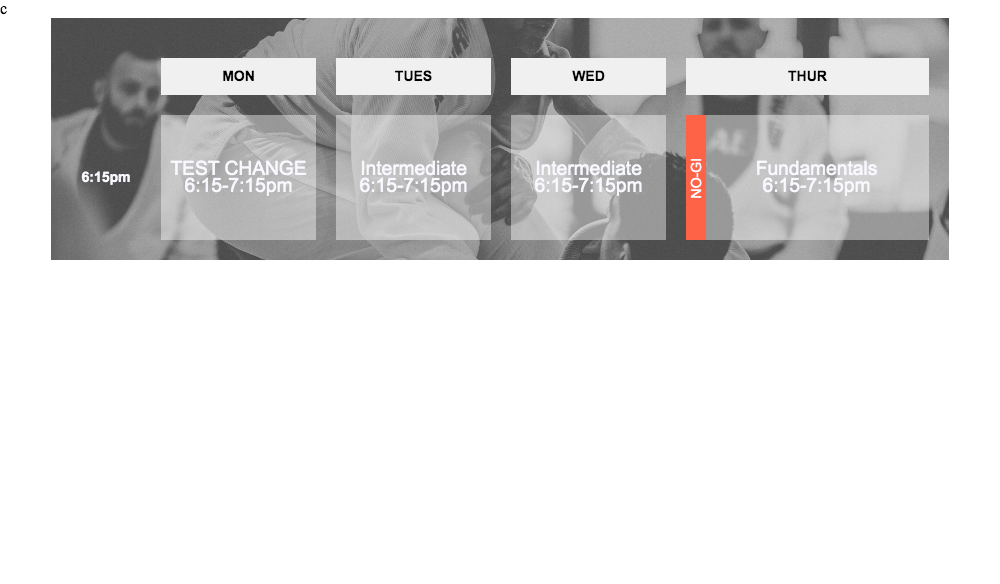 c
MON
TUES
WED
THUR
6:15pm
TEST CHANGE
6:15-7:15pm
Intermediate
6:15-7:15pm
Intermediate
6:15-7:15pm
NO-GI
Fundamentals
6:15-7:15pm